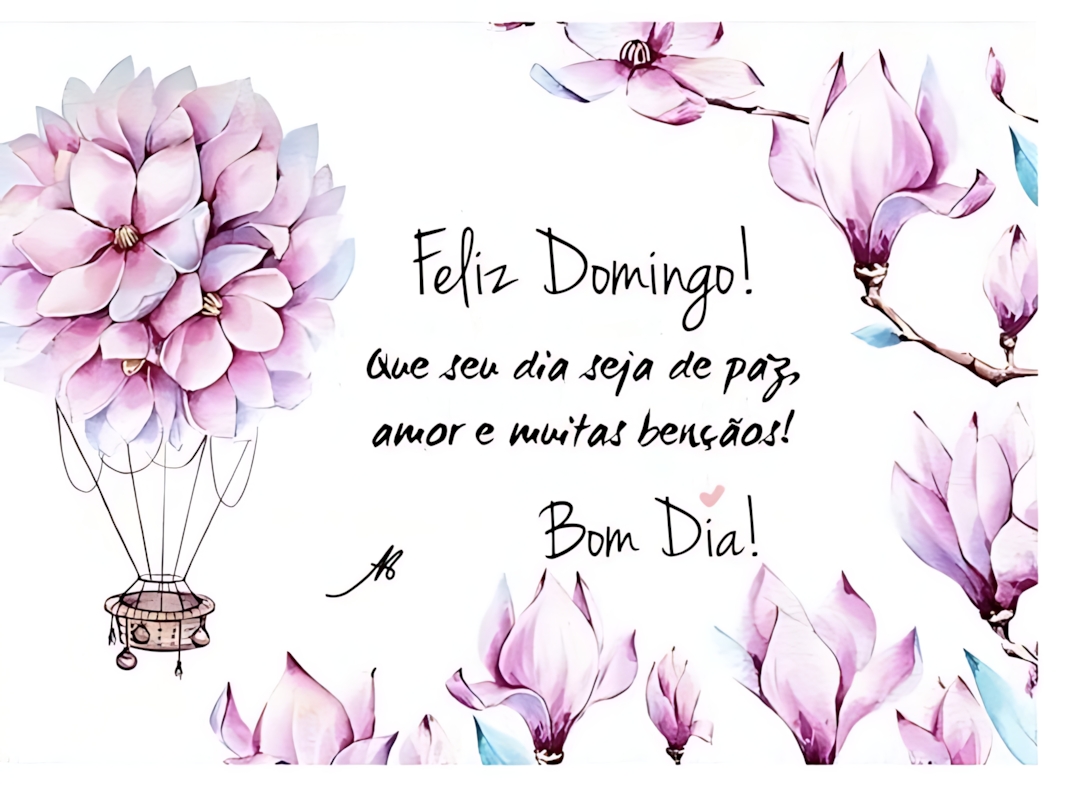 Feliz Domingo!
Que seu dia seja de paz,
amor e muitas bençãos!
Bom Dia!